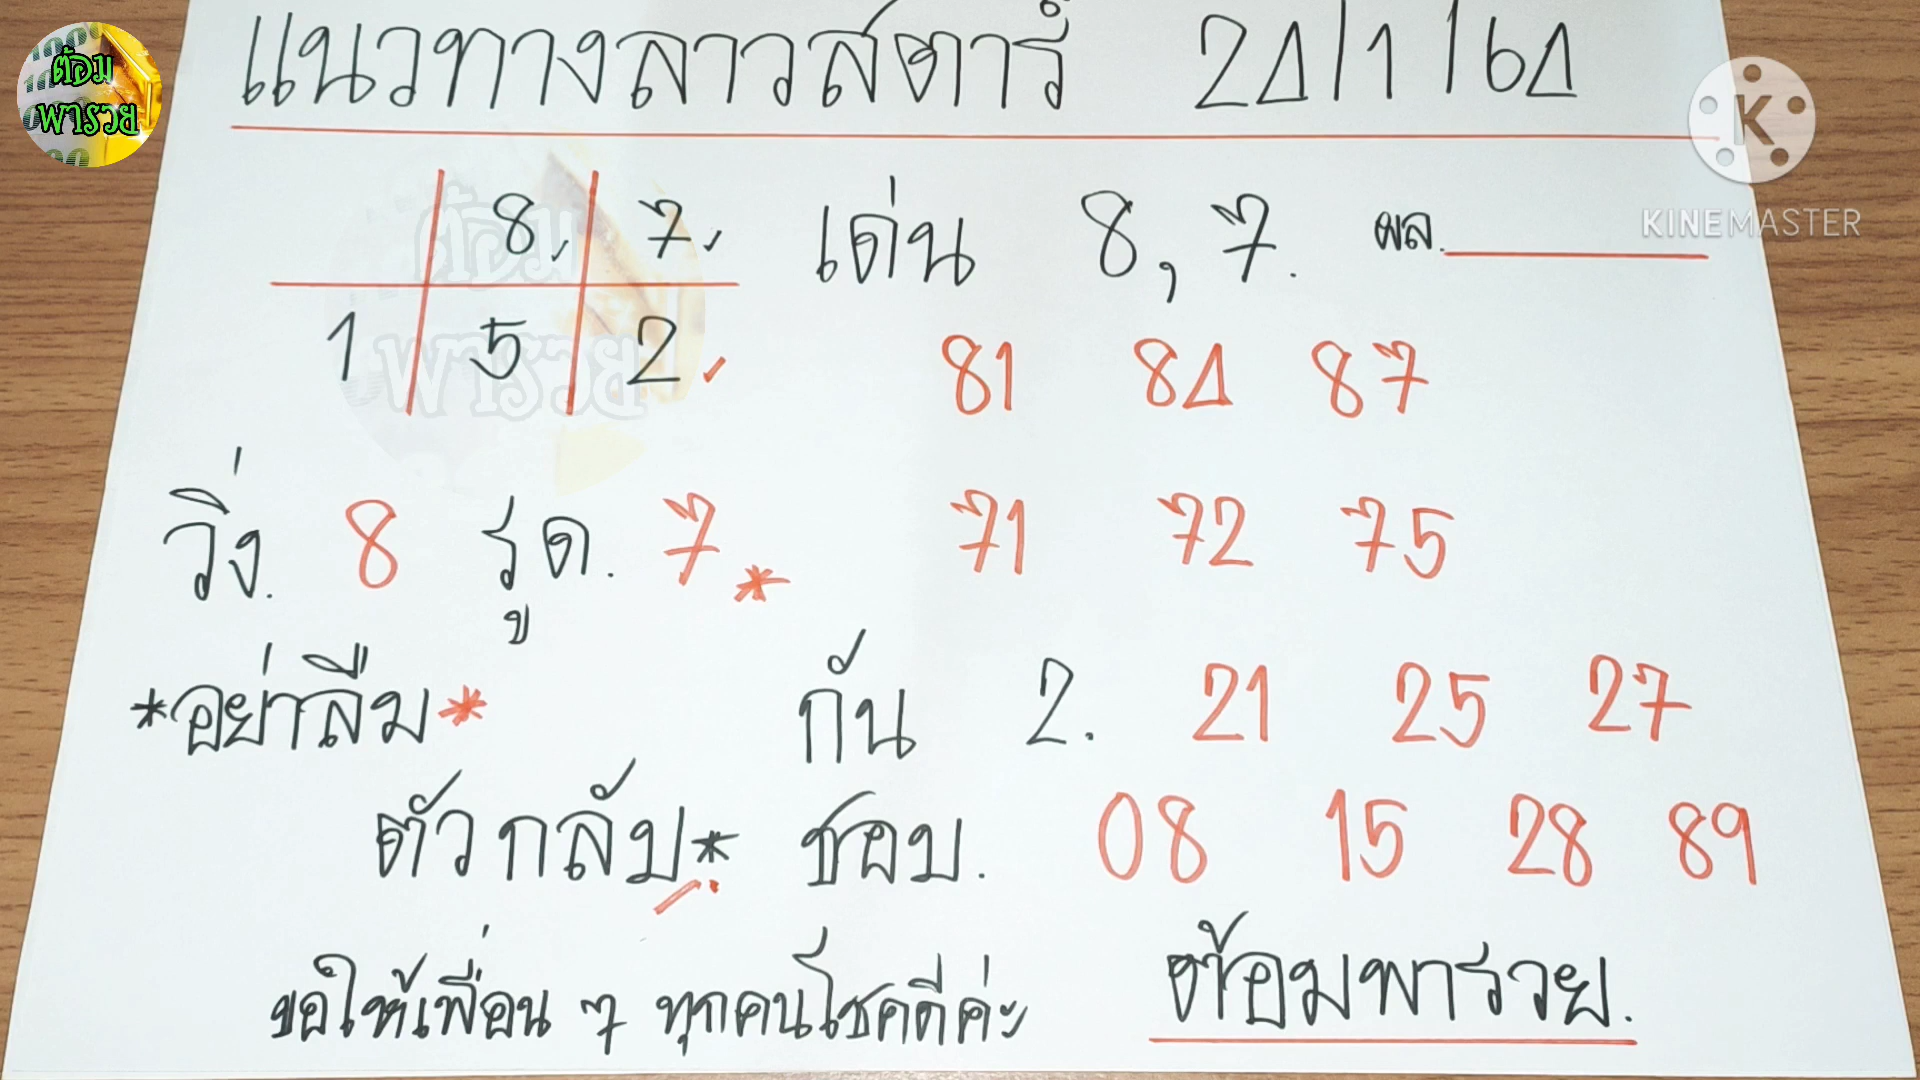 ต้อม
พารวย
แนวทางลาวสตาร์ 24/1/64
8, 7, เด่น 8, 7. ผล.
KINEMASTER
1 5 2
81 84 87
วิ่ง. 8 รูด. 7* 71 72 75
*อย่าลืม* กัน 2. 21 25 27
ตัวกลับ* ชอบ. 08 15 28 89
ขอให้เพื่อน ๆ ทุกคนโชคดีค่ะ ต้อมพารวย.